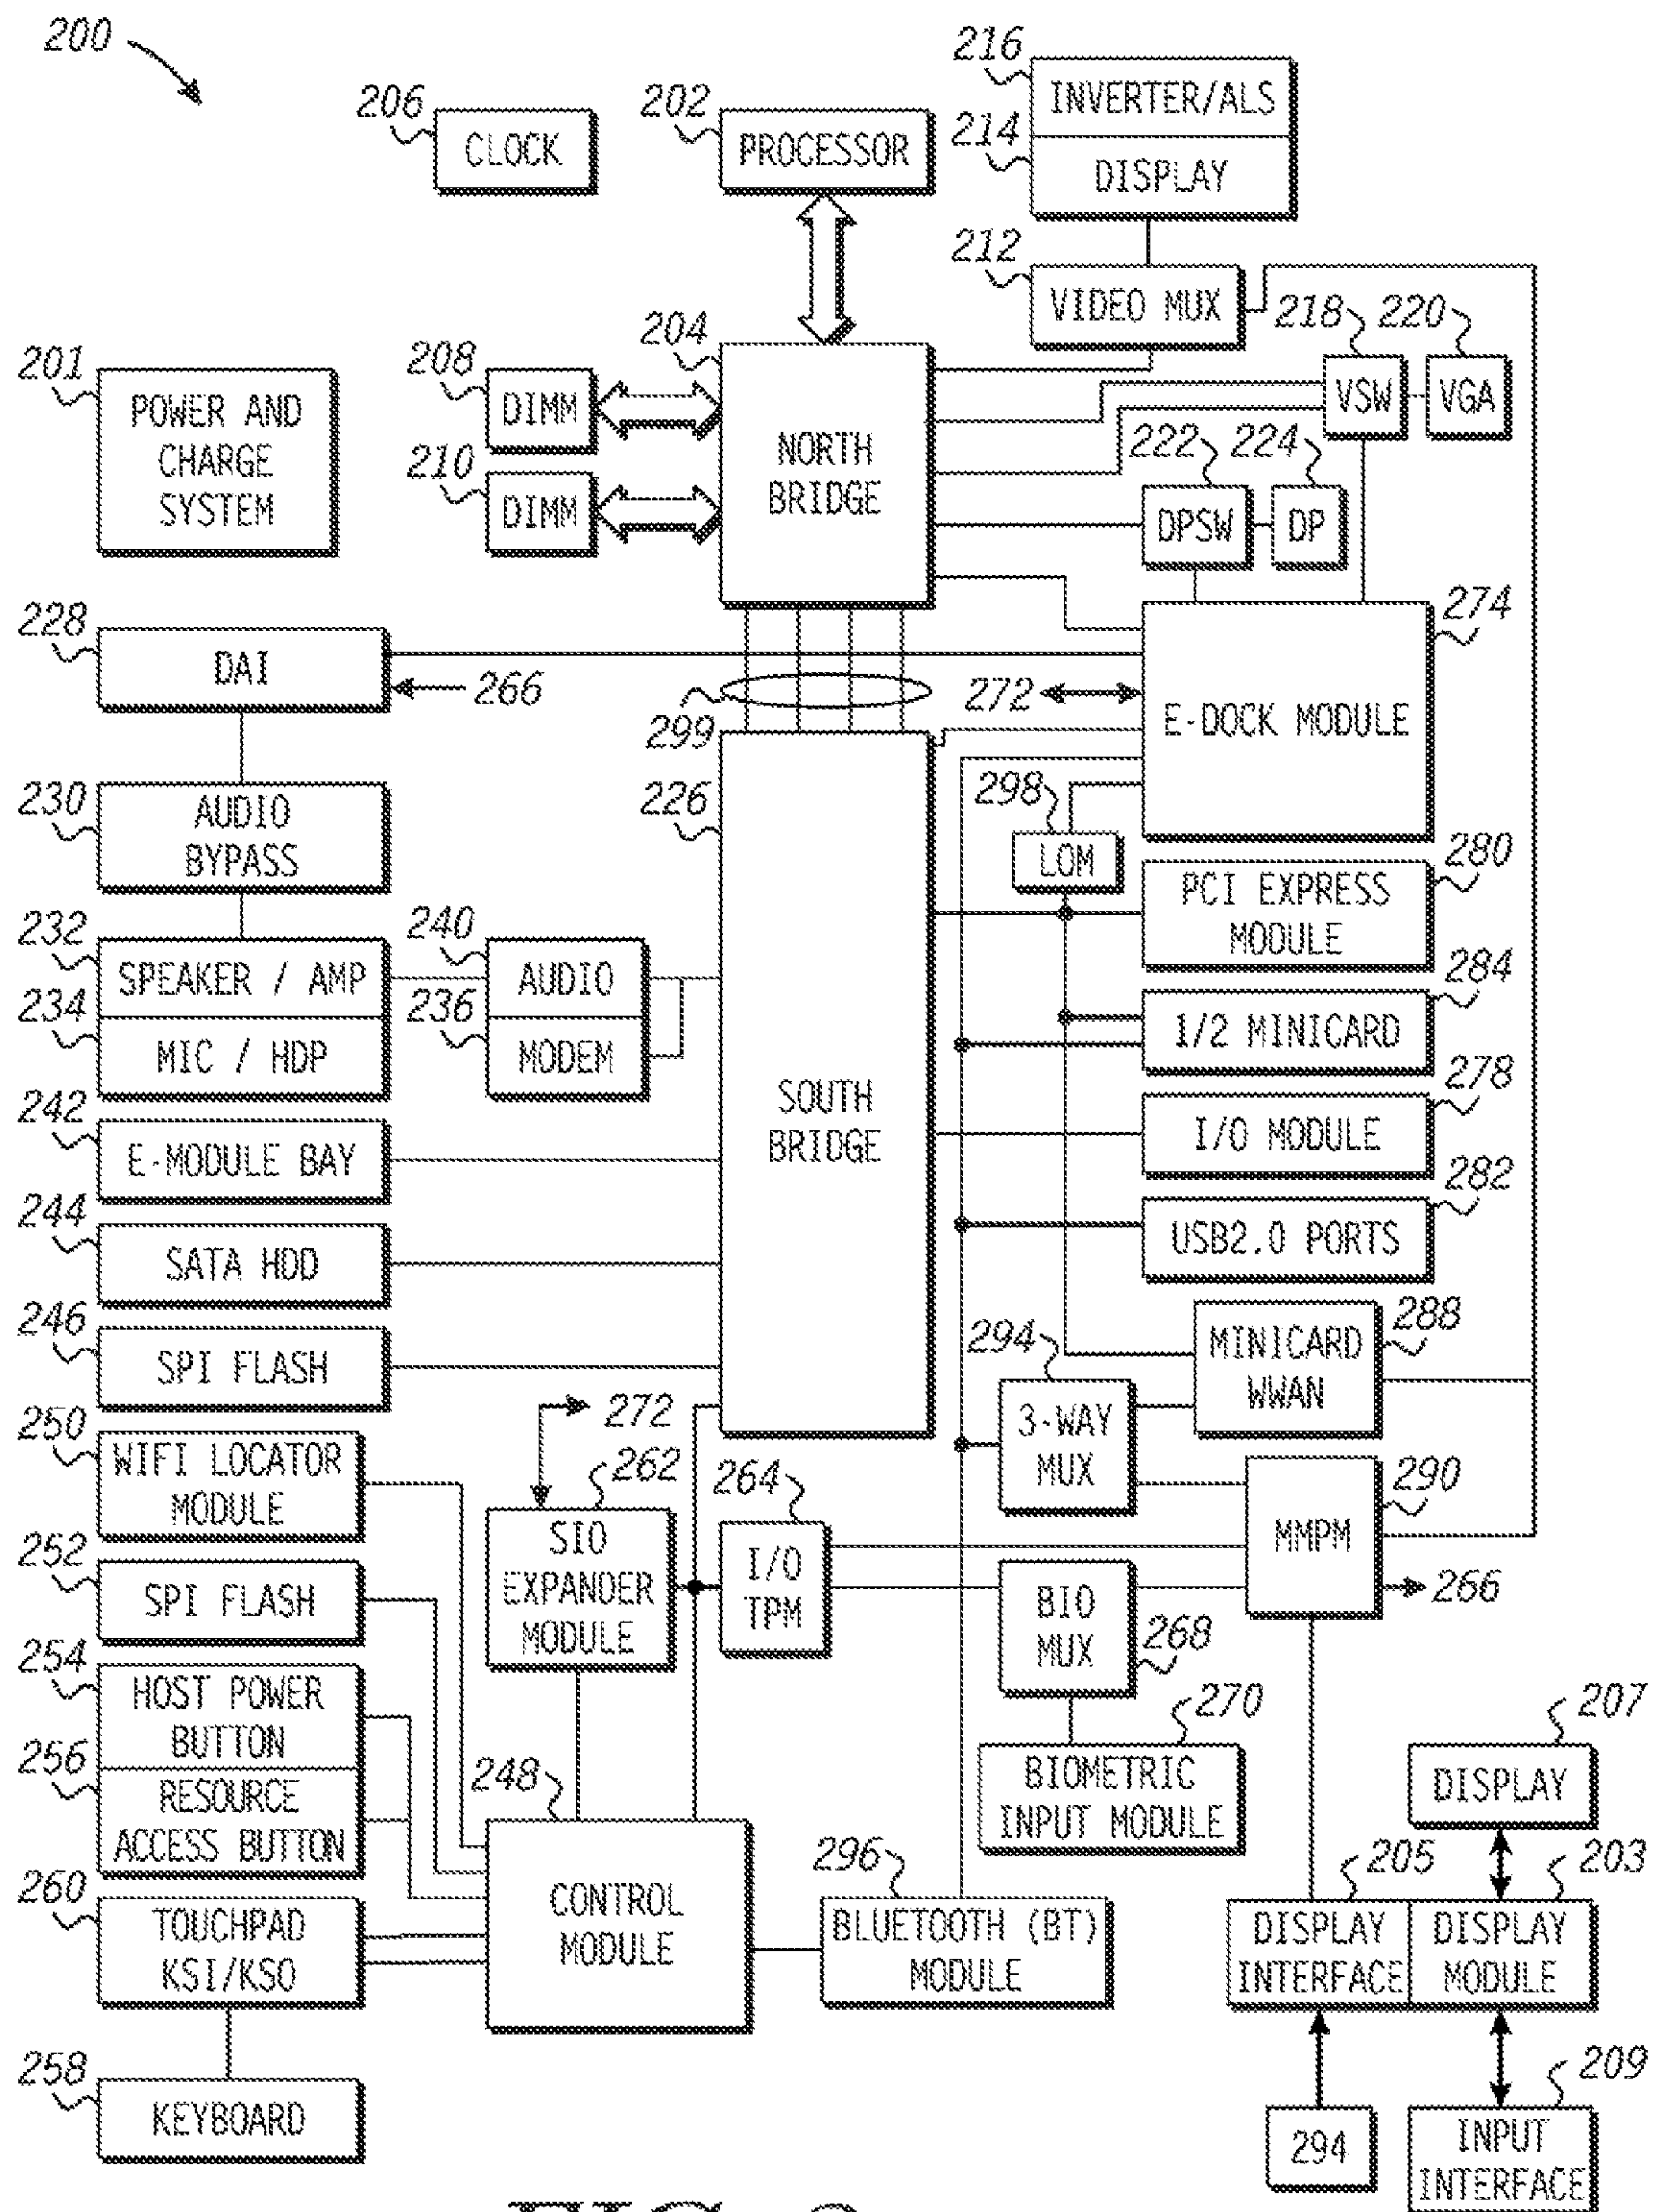 200
216
INVERTER/ALS
206
CLOCK
202
PROCESSOR
214
DISPLAY
212
VIDEO MUX
218
220
VSW
VGA
201
POWER AND
CHARGE
SYSTEM
208
DIMM
210
DIMM
204
NORTH
BRIDGE
222
224
DPSW
DP
228
DAI
266
299
272
274
E-DOCK MODULE
230
AUDIO
BYPASS
226
SOUTH
BRIDGE
298
LOM
280
PCI EXPRESS
MODULE
232
SPEAKER / AMP
234
MIC / HDP
240
AUDIO
236
MODEM
284
1/2 MINICARD
242
E-MODULE BAY
278
I/O MODULE
244
SATA HDD
282
USB2.0 PORTS
246
SPI FLASH
288
MINICARD
WWAN
294
3-WAY
MUX
250
WIFI LOCATOR
MODULE
272
262
SIO
EXPANDER
MODULE
264
I/O
TPM
290
MMPM
266
252
SPI FLASH
BIO
MUX
268
254
HOST POWER
BUTTON
256
RESOURCE
ACCESS BUTTON
270
BIOMETRIC
INPUT MODULE
207
DISPLAY
248
CONTROL
MODULE
260
TOUCHPAD
KSI/KSO
296
BLUETOOTH (BT)
MODULE
205
DISPLAY
INTERFACE
203
DISPLAY
MODULE
258
KEYBOARD
294
209
INPUT
INTERFACE